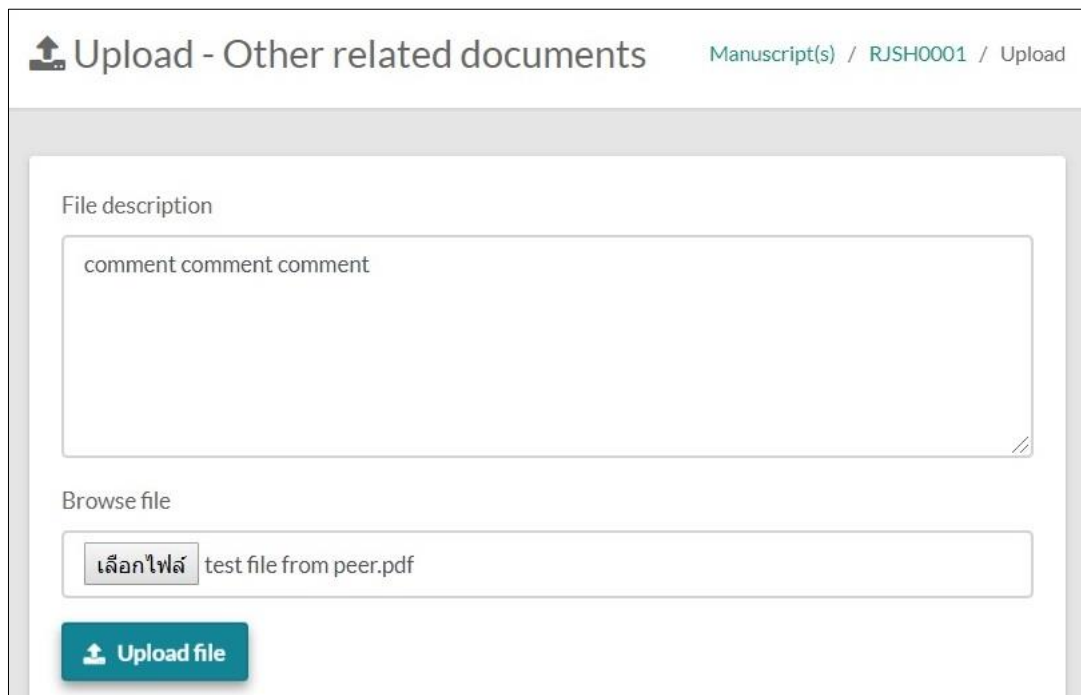 Upload - Other related documents
Manuscript(s) / RJSH0001 / Upload
File description
comment comment comment
Browse file
เลือกไฟล์ test file from peer.pdf
Upload file